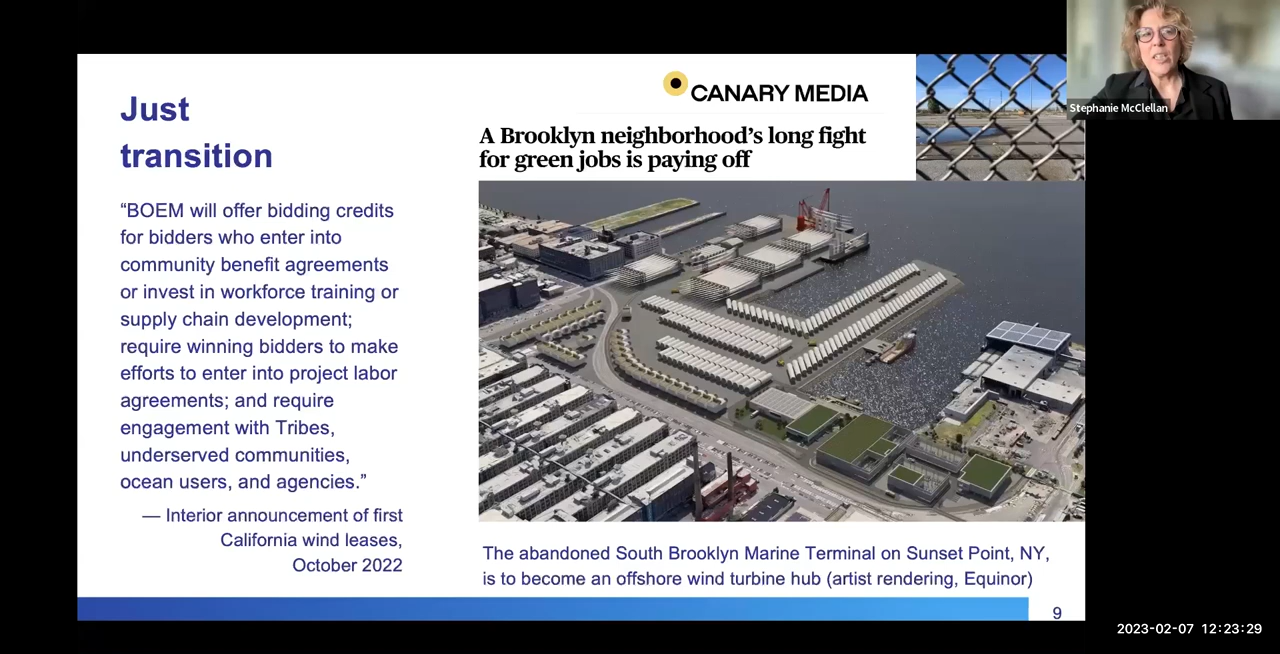 Just
transition
“BOEM will offer bidding credits
for bidders who enter into
community benefit agreements
or invest in workforce training or
supply chain development;
require winning bidders to make
efforts to enter into project labor
agreements; and require
engagement with Tribes,
underserved communities,
ocean users, and agencies.”
— Interior announcement of first
California wind leases,
October 2022
CANARY MEDIA
A Brooklyn neighborhood’s long fight
for green jobs is paying off
The abandoned South Brooklyn Marine Terminal on Sunset Point, NY,
is to become an offshore wind turbine hub (artist rendering, Equinor)
9
Stephanie McClellan
2023-02-07 12:23:29